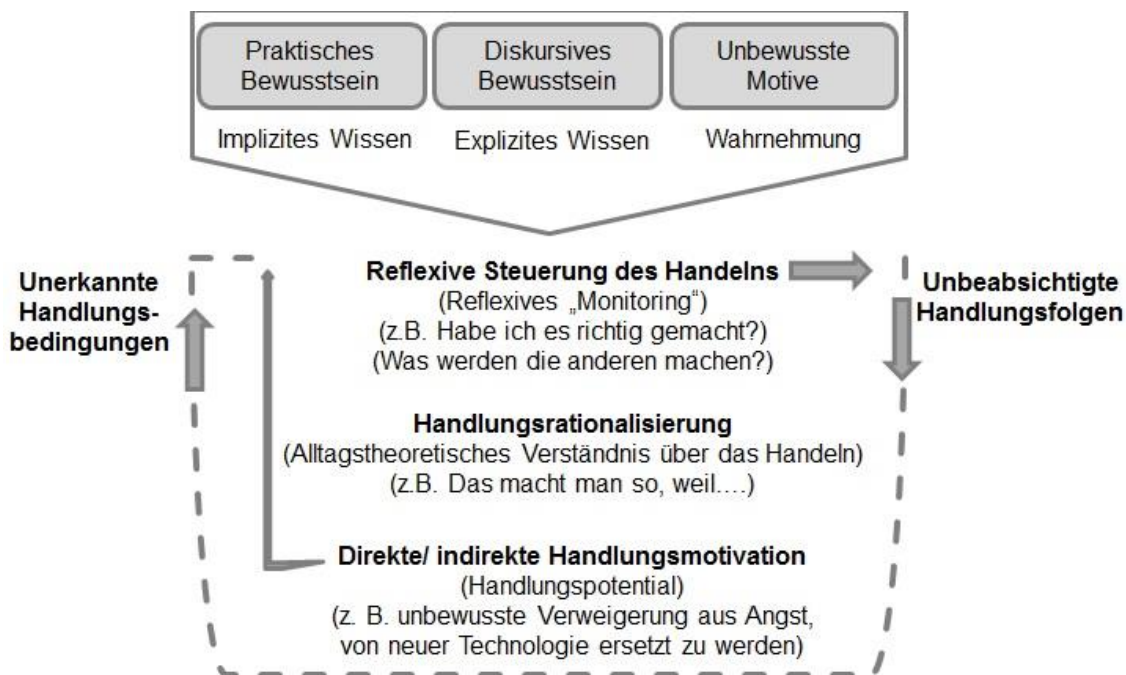 Praktisches
Bewusstsein
Diskursives
Bewusstsein
Unbewusste
Motive
Implizites Wissen
Explizites Wissen
Wahrnehmung
Unerkannte
Handlungs-
bedingungen
Reflexive Steuerung des Handelns
(Reflexives „Monitoring“)
(z.B. Habe ich es richtig gemacht?)
(Was werden die anderen machen?)
Unbeabsichtigte
Handlungsfolgen
Handlungsrationalisierung
(Alltagstheoretisches Verständnis über das Handeln)
(z.B. Das macht man so, weil....)
Direkte/ indirekte Handlungsmotivation
(Handlungspotential)
(z. B. unbewusste Verweigerung aus Angst,
von neuer Technologie ersetzt zu werden)